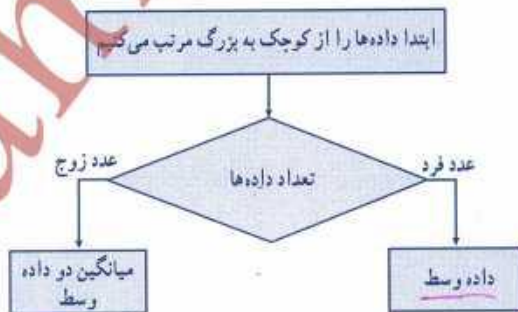 ابتدا داده‌ها را از کوچک به بزرگ مرتب می‌کنیم
عدد فرد
تعداد داده‌ها
عدد زوج
داده وسط
میانگین دو داده
وسط